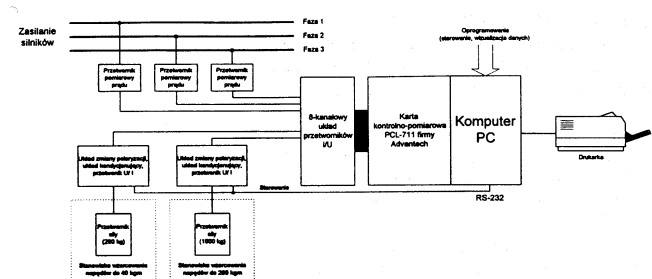 Zasilanie
silników
Faza 1
Faza 2
Faza 3
Przetwornik
pomiarowy
prądu
Przetwornik
pomiarowy
prądu
Przetwornik
pomiarowy
prądu
Oprogramowanie
(sterowanie, wizualizacja danych)
8-kanałowy
układ
przetworników
I/U
Karta
kontrolno-pomiarowa
PCL-711 firmy
Advantech
Komputer
PC
Drukarka
RS-232
Układ zmiany polaryzacji,
układ kondycjonujący,
przetwornik U/ I
Układ zmiany polaryzacji,
układ kondycjonujący,
przetwornik U/ I
Sterowanie
Przetwornik
siły
(200 kg)
Przetwornik
siły
(1000 kg)
Stanowisko wzorcowania
napędów do 40 kgm
Stanowisko wzorcowania
napędów do 200 kgm